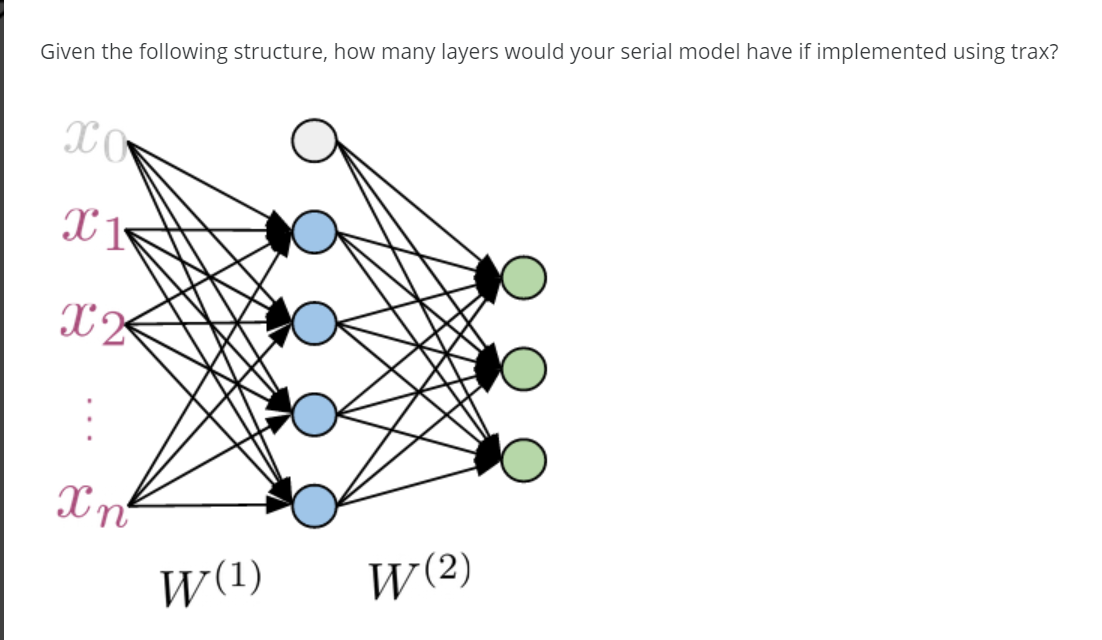 Given the following structure, how many layers would your serial model have if implemented using trax?
x₀
x₁
x₂
⋮
xₙ
W⁽¹⁾ W⁽²⁾